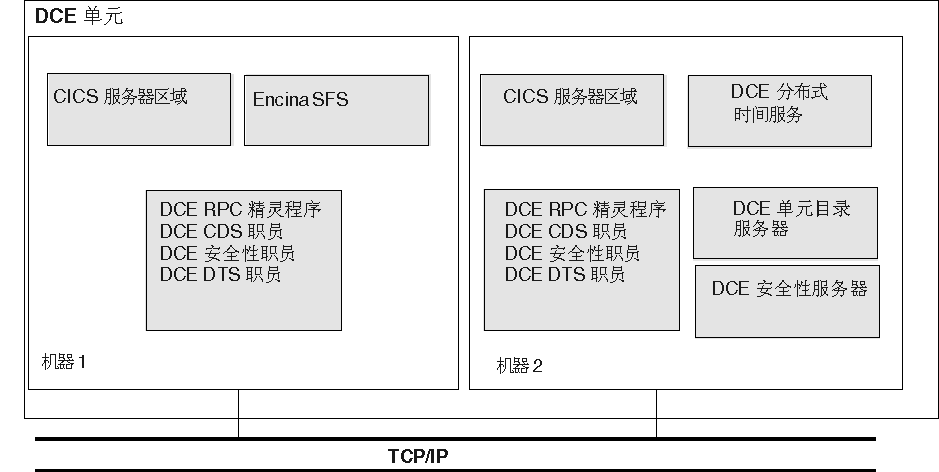 DCE 单元
CICS 服务器区域
Encina SFS
DCE RPC 精灵程序
DCE CDS 职员
DCE 安全性职员
DCE DTS 职员
机器 1
CICS 服务器区域
DCE 分布式
时间服务
DCE RPC 精灵程序
DCE CDS 职员
DCE 安全性职员
DCE DTS 职员
DCE 单元目录
服务器
DCE 安全性服务器
机器 2
TCP/IP